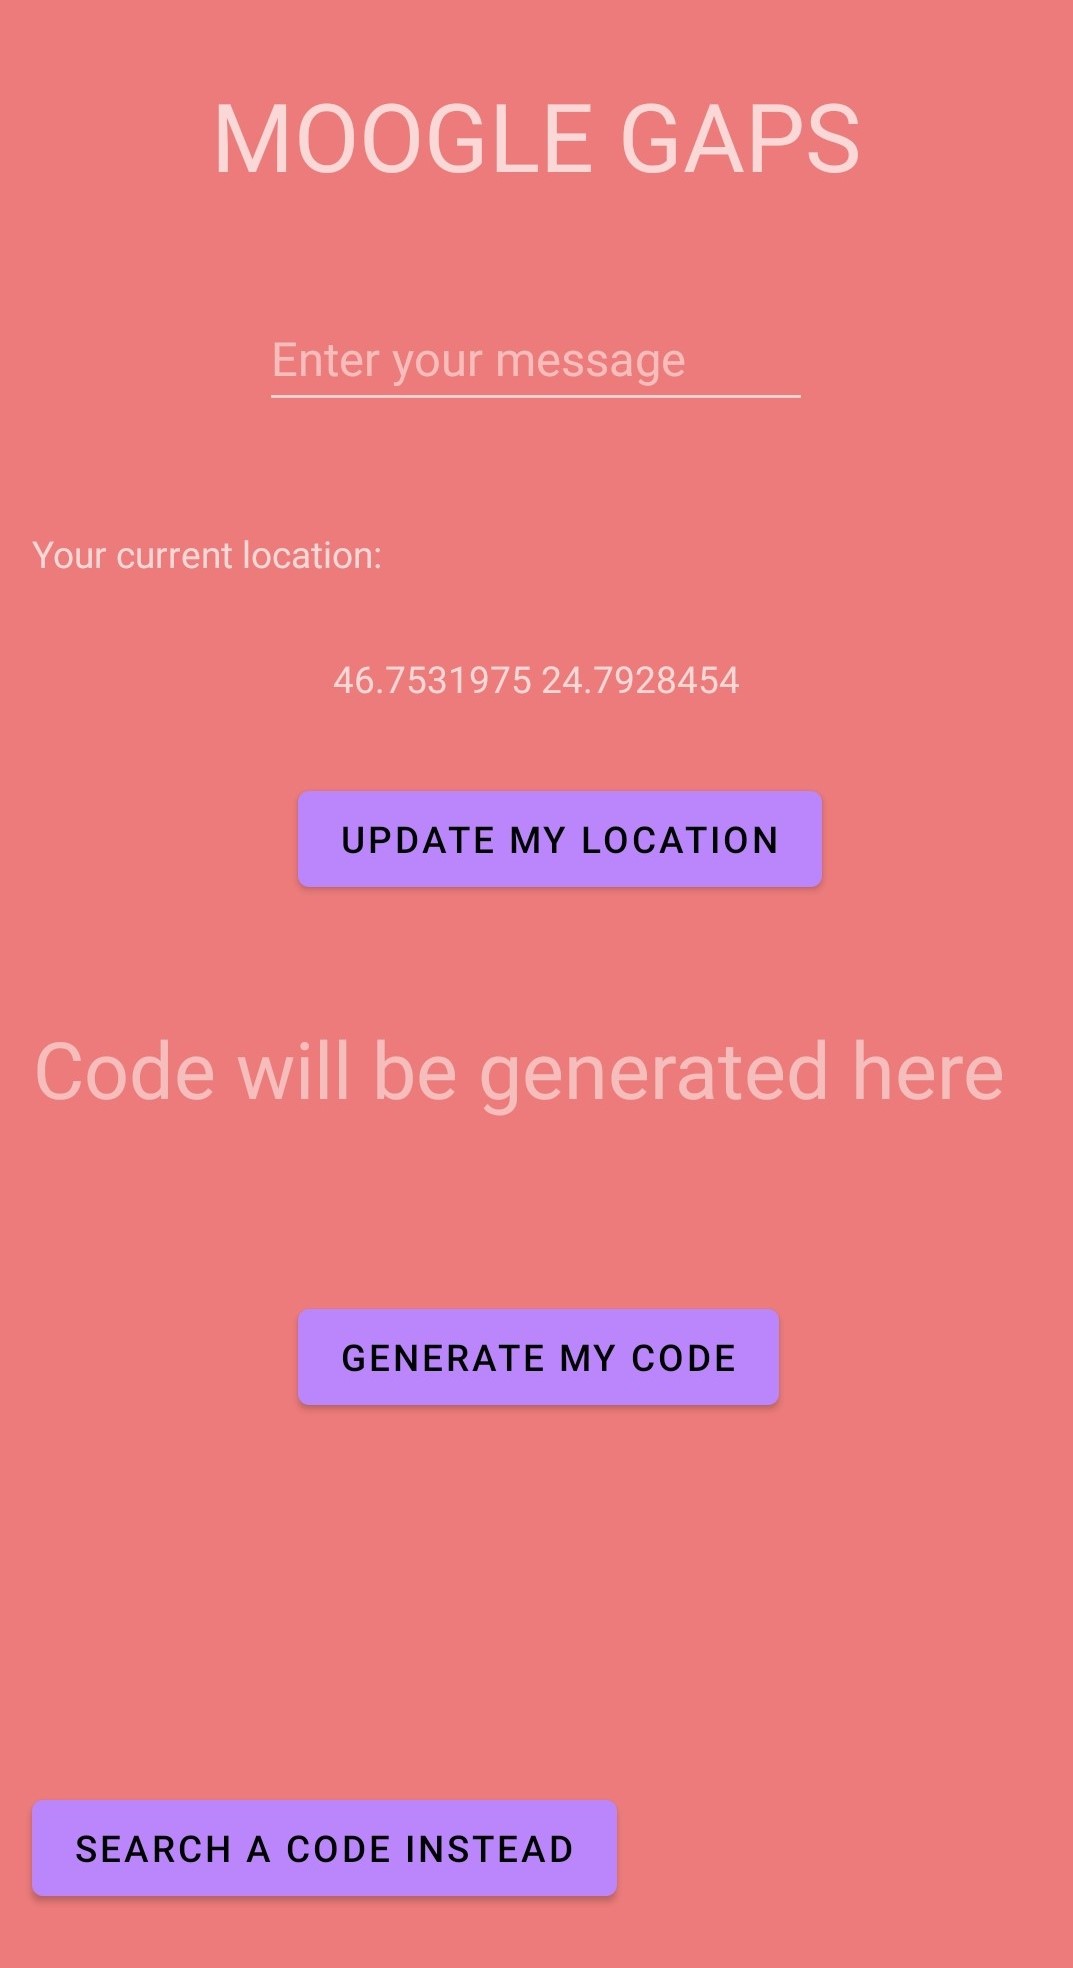 MOOGLE GAPS
Enter your message
Your current location:
46.7531975 24.7928454
UPDATE MY LOCATION
Code will be generated here
GENERATE MY CODE
SEARCH A CODE INSTEAD